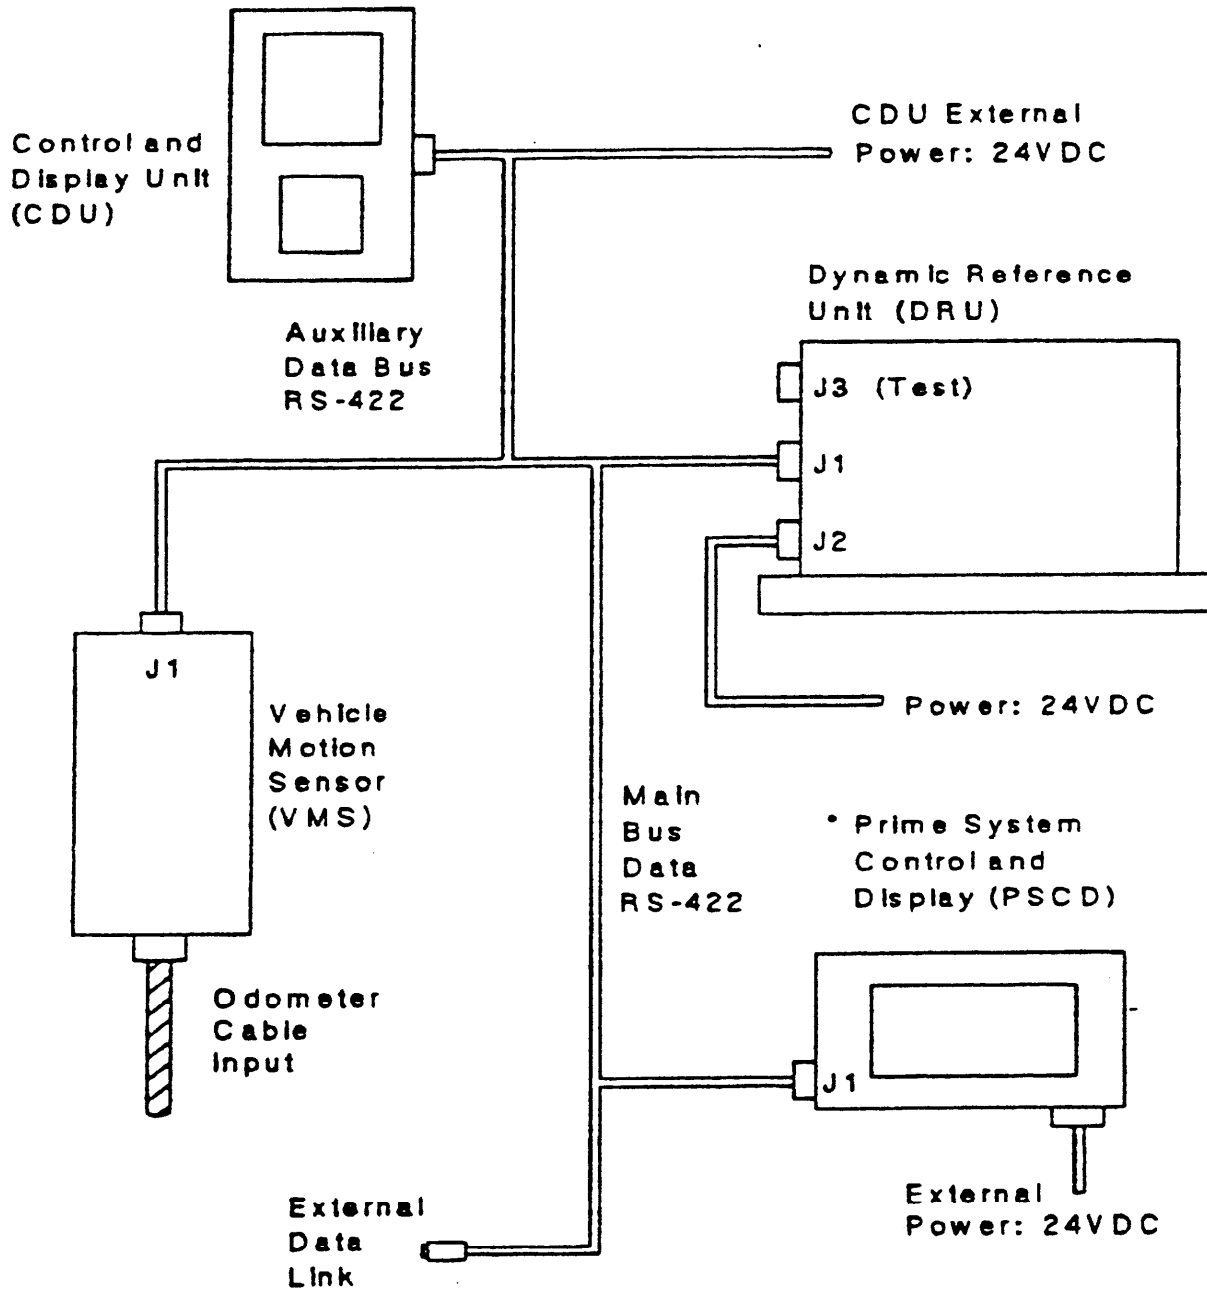 CDU External
Power: 24VDC
Control and
Display Unit
(CDU)
Dynamic Reference
Unit (DRU)
Auxiliary
Data Bus
RS-422
J3 (Test)
J1
J2
J1
Power: 24VDC
Vehicle
Motion
Sensor
(VMS)
Main
Bus
Data
RS-422
• Prime System
Control and
Display (PSCD)
Odometer
Cable
Input
J1
External
Power: 24VDC
External
Data
Link